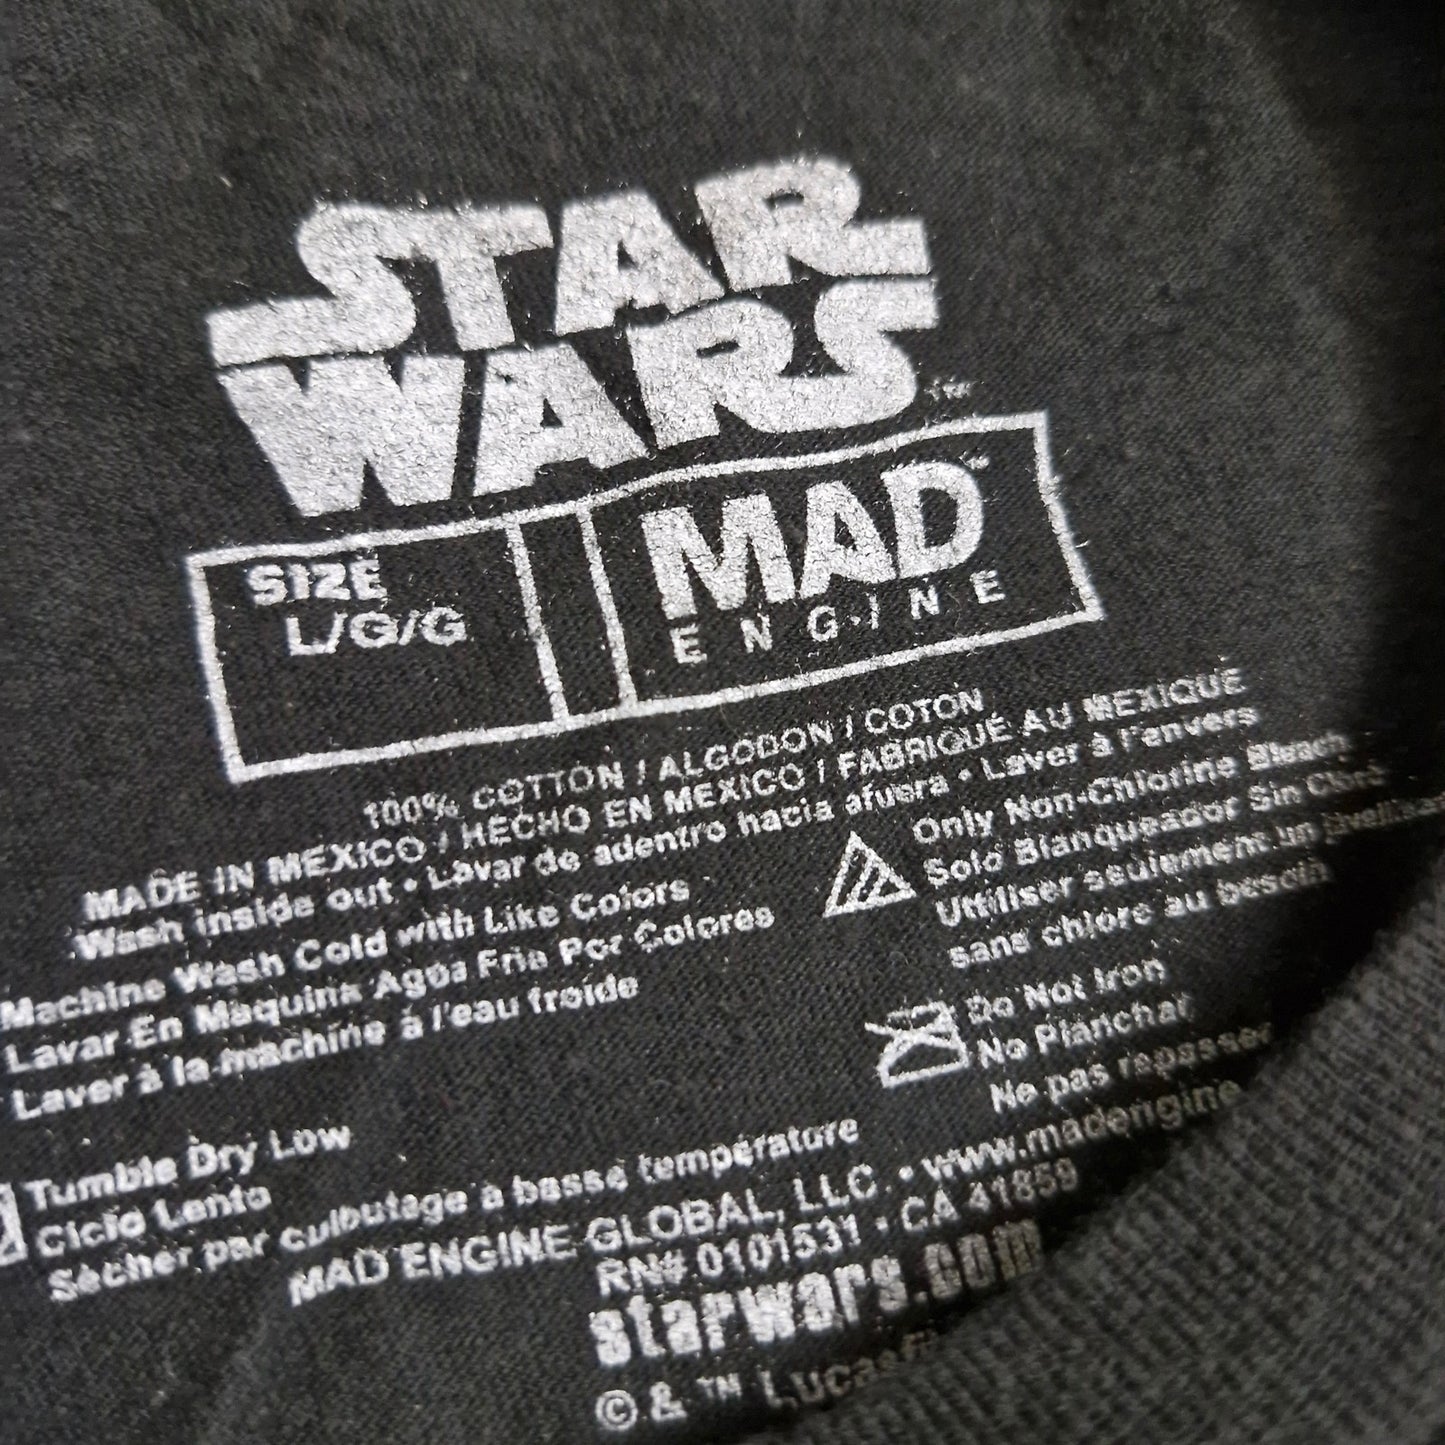 STAR
WARS
™
SIZE
L/G/G
MAD™
ENGINE
100% COTTON / ALGODON / COTON
MADE IN MEXICO / HECHO EN MEXICO / FABRIQUÉ AU MEXIQUE
Wash inside out • Lavar de adentro hacia afuera • Laver à l'envers
Machine Wash Cold with Like Colors
Lavar En Maquina Agua Fria Por Colores
Laver à la machine à l'eau froide
Only Non-Chlorine Bleach
Solo Blanqueador Sin Cloro
Utiliser seulement un
sans chlore au besoin
Do Not Iron
No Planchar
Ne pas repasser
Tumble Dry Low
Ciclo Lento
Sècher par culbutage à basse température
MAD ENGINE GLOBAL, LLC. • www.madengine
RN# 0101531 • CA 41859
starwars.com
© & ™